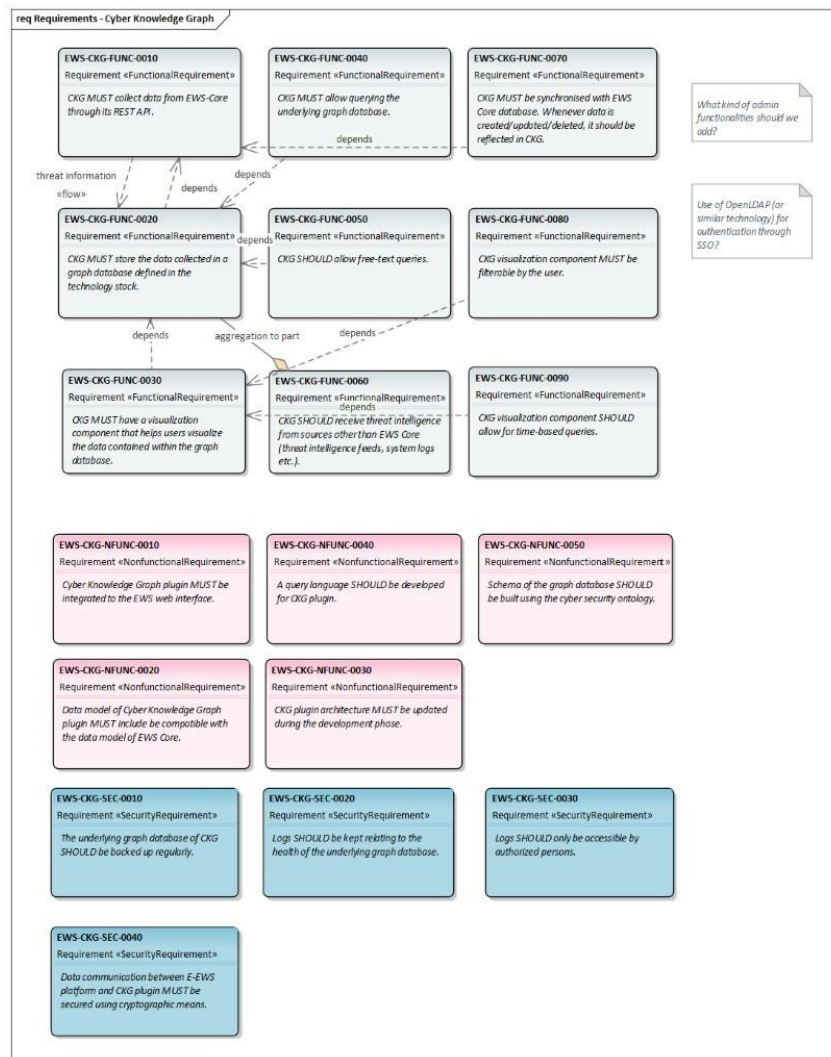 req Requirements - Cyber Knowledge Graph
EWS-CKG-FUNC-0010
Requirement «FunctionalRequirement»
CKG MUST collect data from EWS-Core
through its REST API.
EWS-CKG-FUNC-0040
Requirement «FunctionalRequirement»
CKG MUST allow querying the
underlying graph database.
EWS-CKG-FUNC-0070
Requirement «FunctionalRequirement»
CKG MUST be synchronised with EWS
Core database. Whenever data is
created/updated/deleted, it should be
reflected in CKG.
What kind of admin
functionalities should we
add?
depends
threat information
«flow»
depends
depends
EWS-CKG-FUNC-0020
Requirement «FunctionalRequirement»
CKG MUST store the data collected in a
graph database defined in the
technology stack.
depends
EWS-CKG-FUNC-0050
Requirement «FunctionalRequirement»
CKG SHOULD allow free-text queries.
EWS-CKG-FUNC-0080
Requirement «FunctionalRequirement»
CKG visualization component MUST be
filterable by the user.
Use of OpenLDAP (or
similar technology) for
authentication through
SSO?
depends
aggregation to part
depends
EWS-CKG-FUNC-0030
Requirement «FunctionalRequirement»
CKG MUST have a visualization
component that helps users visualize
the data contained within the graph
database.
EWS-CKG-FUNC-0060
Requirement «FunctionalRequirement»
CKG SHOULD receive threat intelligence
from sources other than EWS Core
(threat intelligence feeds, system logs
etc.).
depends
EWS-CKG-FUNC-0090
Requirement «FunctionalRequirement»
CKG visualization component SHOULD
allow for time-based queries.
EWS-CKG-NFUNC-0010
Requirement «NonfunctionalRequirement»
Cyber Knowledge Graph plugin MUST be
integrated to the EWS web interface.
EWS-CKG-NFUNC-0040
Requirement «NonfunctionalRequirement»
A query language SHOULD be developed
for CKG plugin.
EWS-CKG-NFUNC-0050
Requirement «NonfunctionalRequirement»
Schema of the graph database SHOULD
be built using the cyber security ontology.
EWS-CKG-NFUNC-0020
Requirement «NonfunctionalRequirement»
Data model of Cyber Knowledge Graph
plugin MUST include be compatible with
the data model of EWS Core.
EWS-CKG-NFUNC-0030
Requirement «NonfunctionalRequirement»
CKG plugin architecture MUST be updated
during the development phase.
EWS-CKG-SEC-0010
Requirement «SecurityRequirement»
The underlying graph database of CKG
SHOULD be backed up regularly.
EWS-CKG-SEC-0020
Requirement «SecurityRequirement»
Logs SHOULD be kept relating to the
health of the underlying graph database.
EWS-CKG-SEC-0030
Requirement «SecurityRequirement»
Logs SHOULD only be accessible by
authorized persons.
EWS-CKG-SEC-0040
Requirement «SecurityRequirement»
Data communication between E-EWS
platform and CKG plugin MUST be
secured using cryptographic means.